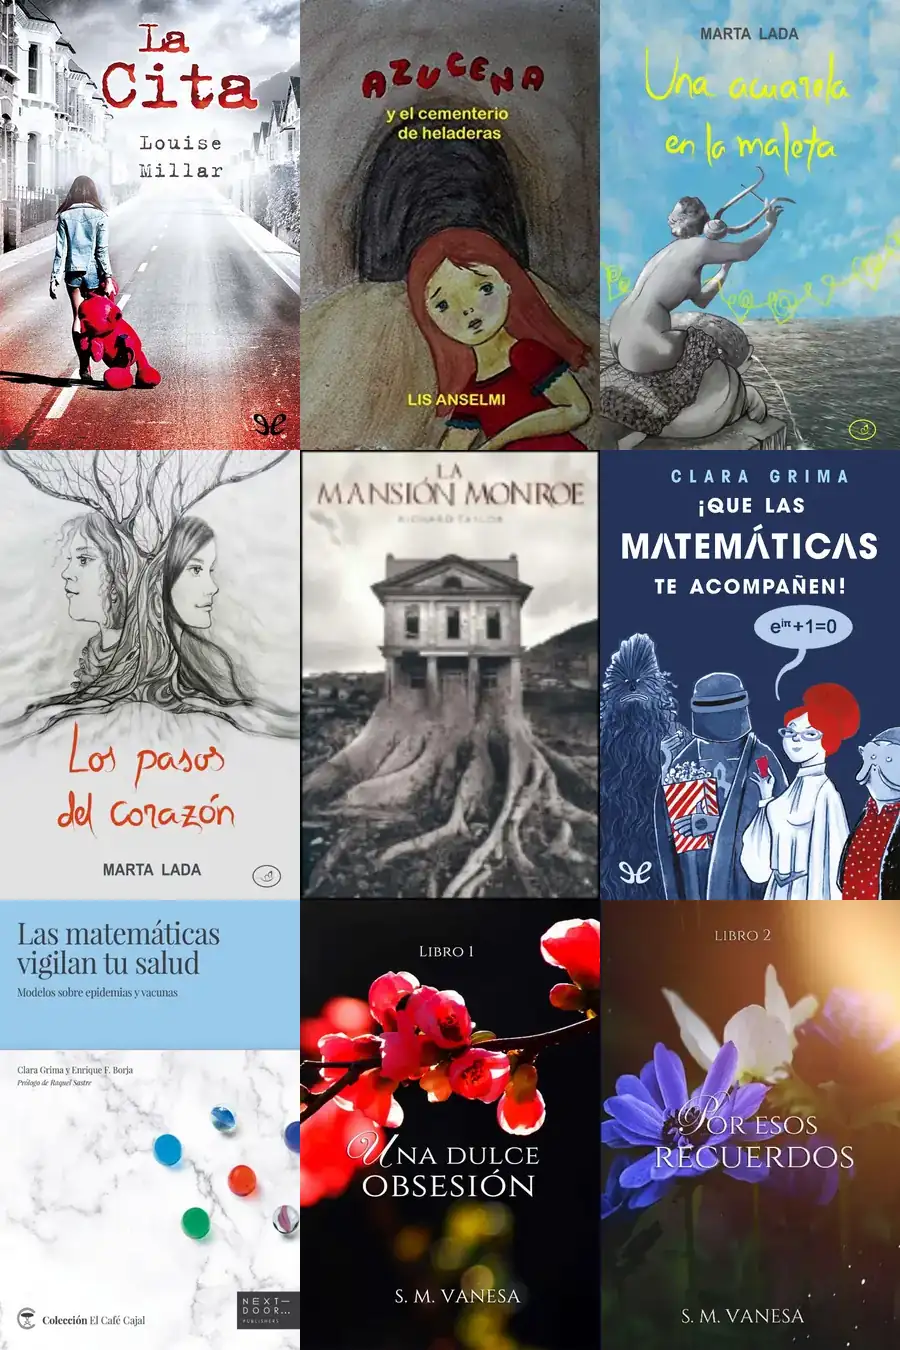 La
Cita
Louise
Millar
AZUCENA
y el cementerio
de heladeras
LIS ANSELMI
MARTA LADA
Una acuarela
en la maleta
Los pasos
del corazón
MARTA LADA
LA
MANSIÓN MONROE
RICHARD TAYLOR
CLARA GRIMA
¡QUE LAS
MATEMÁTICAS
TE ACOMPAÑEN!
e^iπ+1=0
Las matemáticas
vigilan tu salud
Modelos sobre epidemias y vacunas
Clara Grima y Enrique F. Borja
Prólogo de Raquel Sastre
Colección El Café Cajal
NEXT—
DOOR...
PUBLISHERS
LIBRO 1
UNA DULCE
OBSESIÓN
S. M. VANESA
LIBRO 2
POR ESOS
RECUERDOS
S. M. VANESA